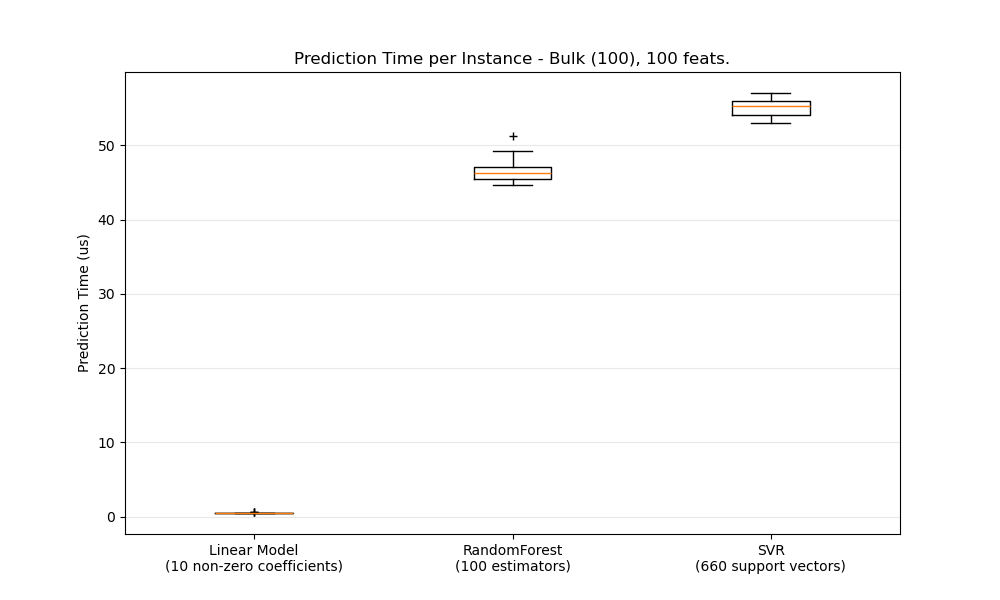 Prediction Time per Instance - Bulk (100), 100 feats.
Prediction Time (us)
50
40
30
20
10
0
Linear Model
(10 non-zero coefficients)
RandomForest
(100 estimators)
SVR
(660 support vectors)